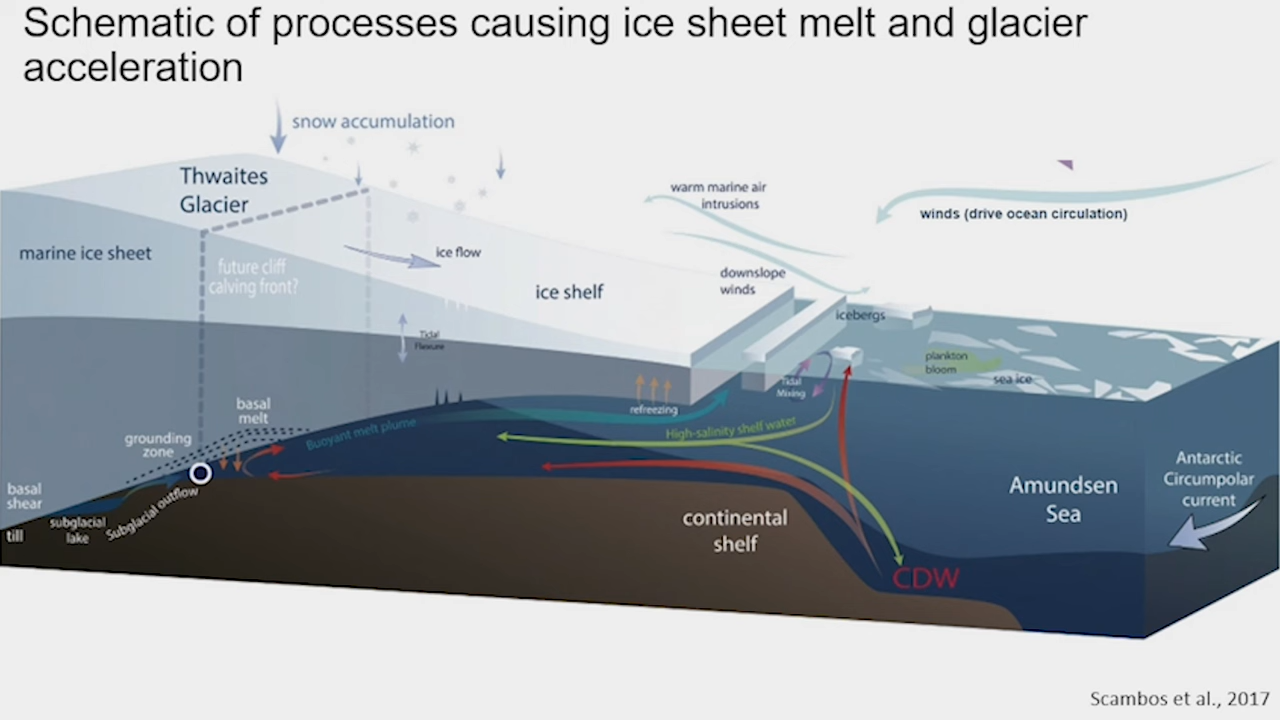 Schematic of processes causing ice sheet melt and glacier
acceleration
snow accumulation
Thwaites
Glacier
warm marine air
intrusions
winds (drive ocean circulation)
marine ice sheet
ice flow
future cliff
calving front?
downslope
winds
ice shelf
icebergs
Tidal
Flexure
plankton
bloom
sea ice
Tidal
Mixing
refreezing
basal
melt
Buoyant melt plume
High-salinity shelf water
grounding
zone
Antarctic
Circumpolar
current
Amundsen
Sea
basal
shear
till
subglacial
lake
Subglacial outflow
continental
shelf
CDW
Scambos et al., 2017